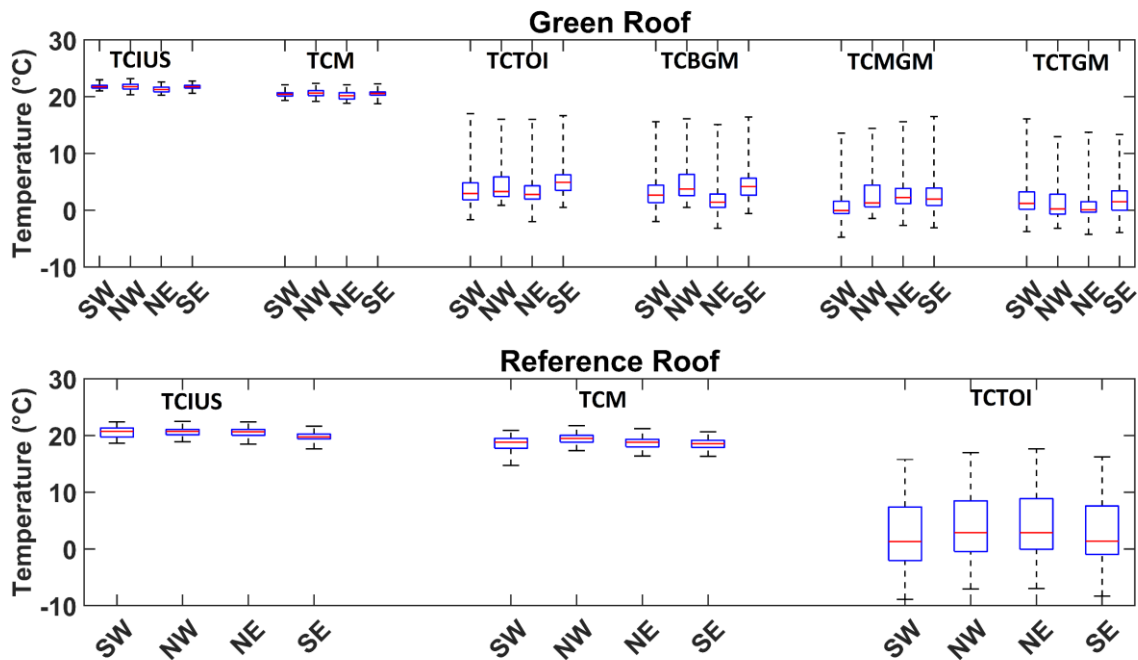 Green Roof
30
20
10
0
-10
Temperature (°C)
TCIUS TCM TCTOI TCBGM TCMGM TCTGM
SW NW NE SE SW NW NE SE SW NW NE SE SW NW NE SE SW NW NE SE SW NW NE SE
Reference Roof
30
20
10
0
-10
Temperature (°C)
TCIUS TCM TCTOI
SW NW NE SE SW NW NE SE SW NW NE SE